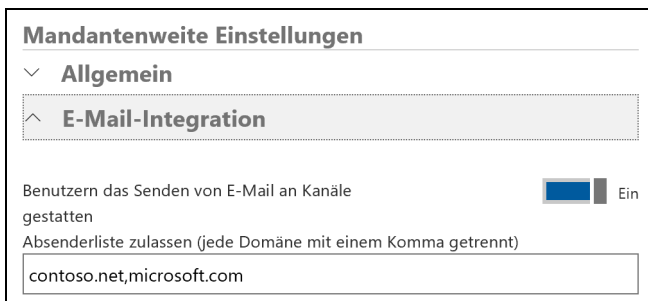 Mandantenweite Einstellungen
Allgemein
E-Mail-Integration
Benutzern das Senden von E-Mail an Kanäle
gestatten
Ein
Absenderliste zulassen (jede Domäne mit einem Komma getrennt)
contoso.net,microsoft.com